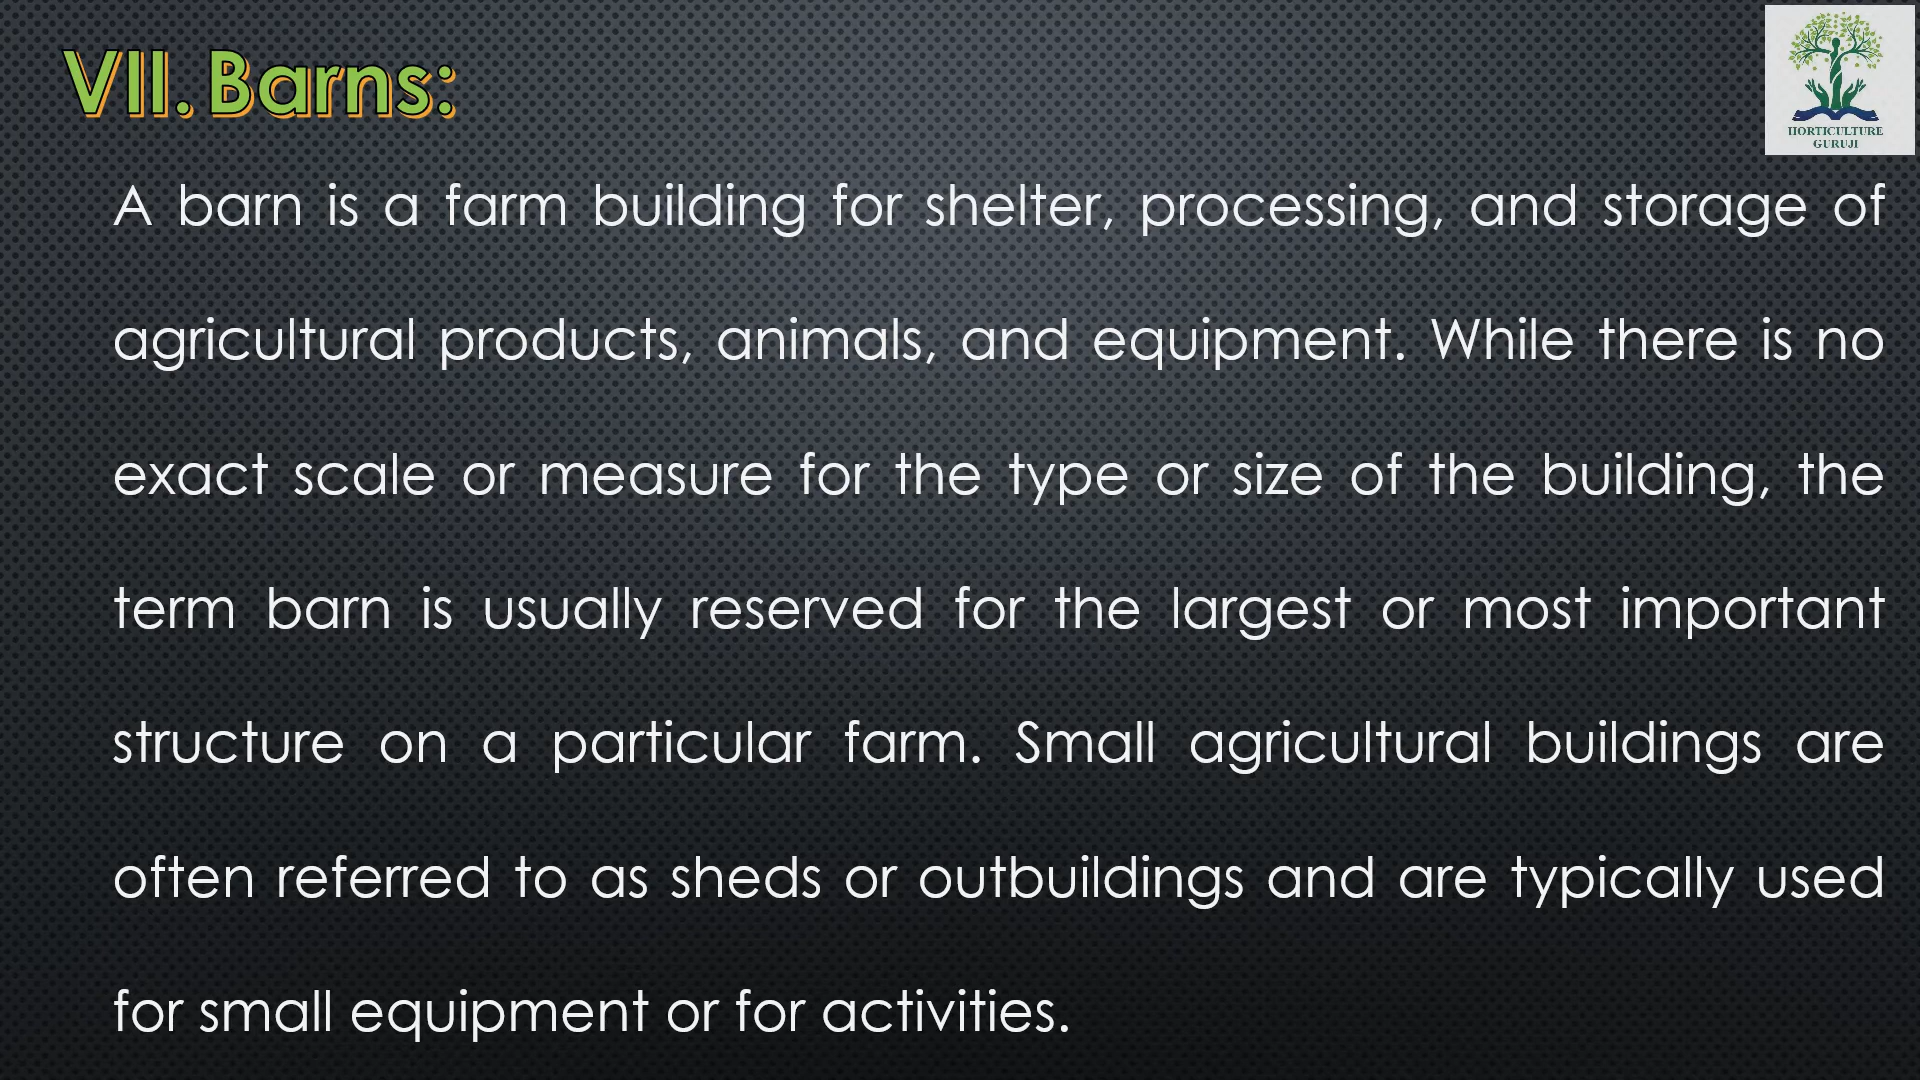 VII. Barns:
HORTICULTURE
GURUJI
A barn is a farm building for shelter, processing, and storage of
agricultural products, animals, and equipment. While there is no
exact scale or measure for the type or size of the building, the
term barn is usually reserved for the largest or most important
structure on a particular farm. Small agricultural buildings are
often referred to as sheds or outbuildings and are typically used
for small equipment or for activities.